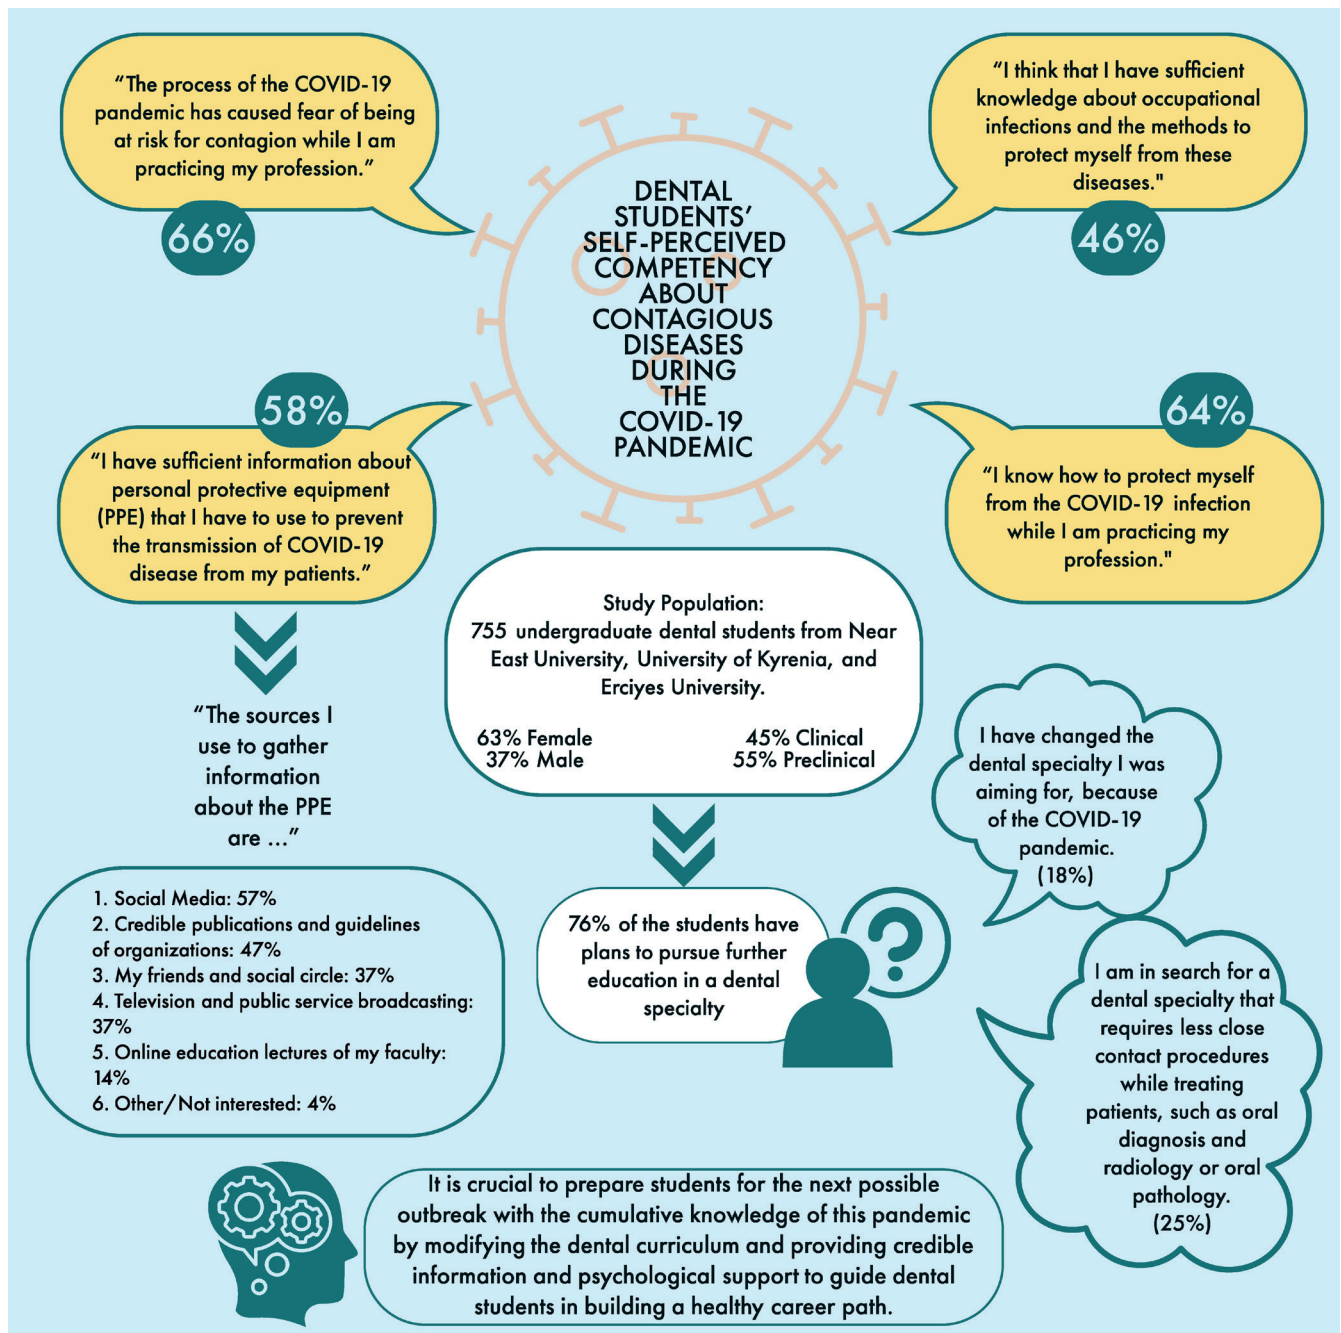 “The process of the COVID-19
pandemic has caused fear of being
at risk for contagion while I am
practicing my profession.”
66%
“I think that I have sufficient
knowledge about occupational
infections and the methods to
protect myself from these
diseases."
46%
DENTAL
STUDENTS’
SELF-PERCEIVED
COMPETENCY
ABOUT
CONTAGIOUS
DISEASES
DURING
THE
COVID-19
PANDEMIC
58%
“I have sufficient information about
personal protective equipment
(PPE) that I have to use to prevent
the transmission of COVID-19
disease from my patients.”
64%
“I know how to protect myself
from the COVID-19 infection
while I am practicing my
profession."
Study Population:
755 undergraduate dental students from Near
East University, University of Kyrenia, and
Erciyes University.
63% Female
37% Male
45% Clinical
55% Preclinical
“The sources I
use to gather
information
about the PPE
are ...”
1. Social Media: 57%
2. Credible publications and guidelines
of organizations: 47%
3. My friends and social circle: 37%
4. Television and public service broadcasting:
37%
5. Online education lectures of my faculty:
14%
6. Other/Not interested: 4%
76% of the students have
plans to pursue further
education in a dental
specialty
?
I have changed the
dental specialty I was
aiming for, because
of the COVID-19
pandemic.
(18%)
I am in search for a
dental specialty that
requires less close
contact procedures
while treating
patients, such as oral
diagnosis and
radiology or oral
pathology.
(25%)
It is crucial to prepare students for the next possible
outbreak with the cumulative knowledge of this pandemic
by modifying the dental curriculum and providing credible
information and psychological support to guide dental
students in building a healthy career path.